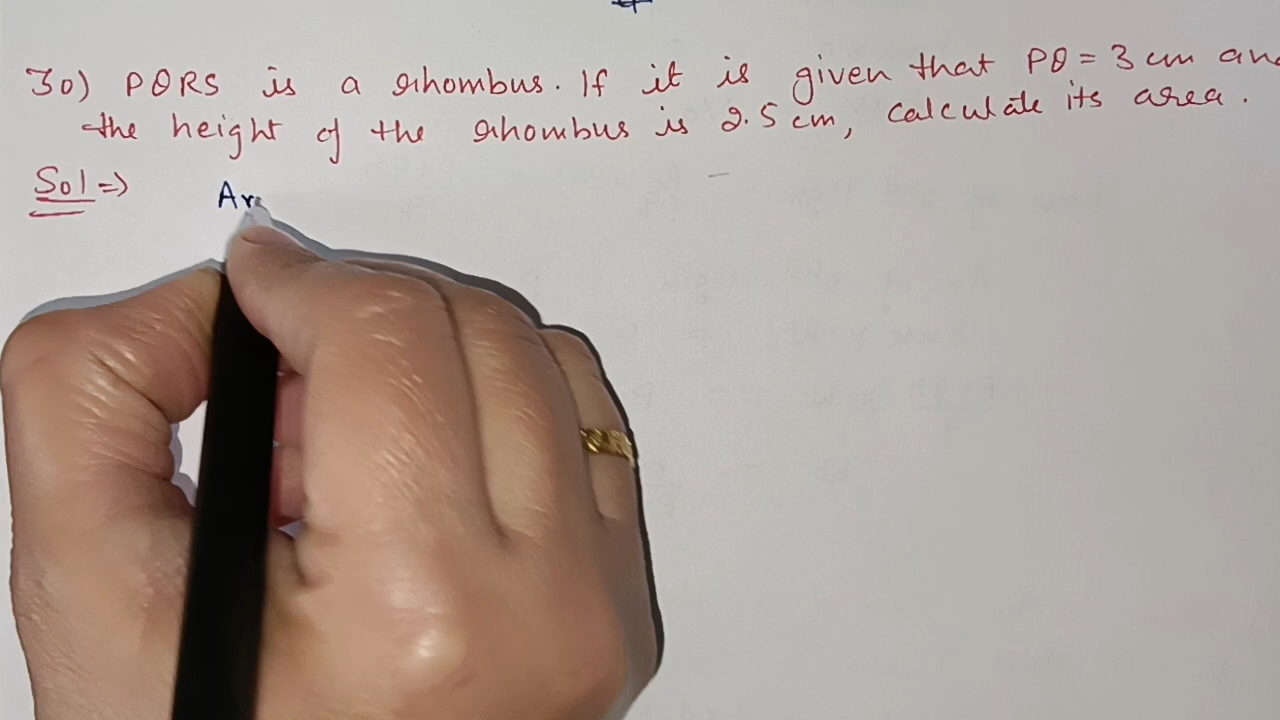 30) PQRS is a rhombus. If it is given that PQ = 3 cm an
the height of the rhombus is 2.5 cm, calculate its area.
Sol =>
Ar